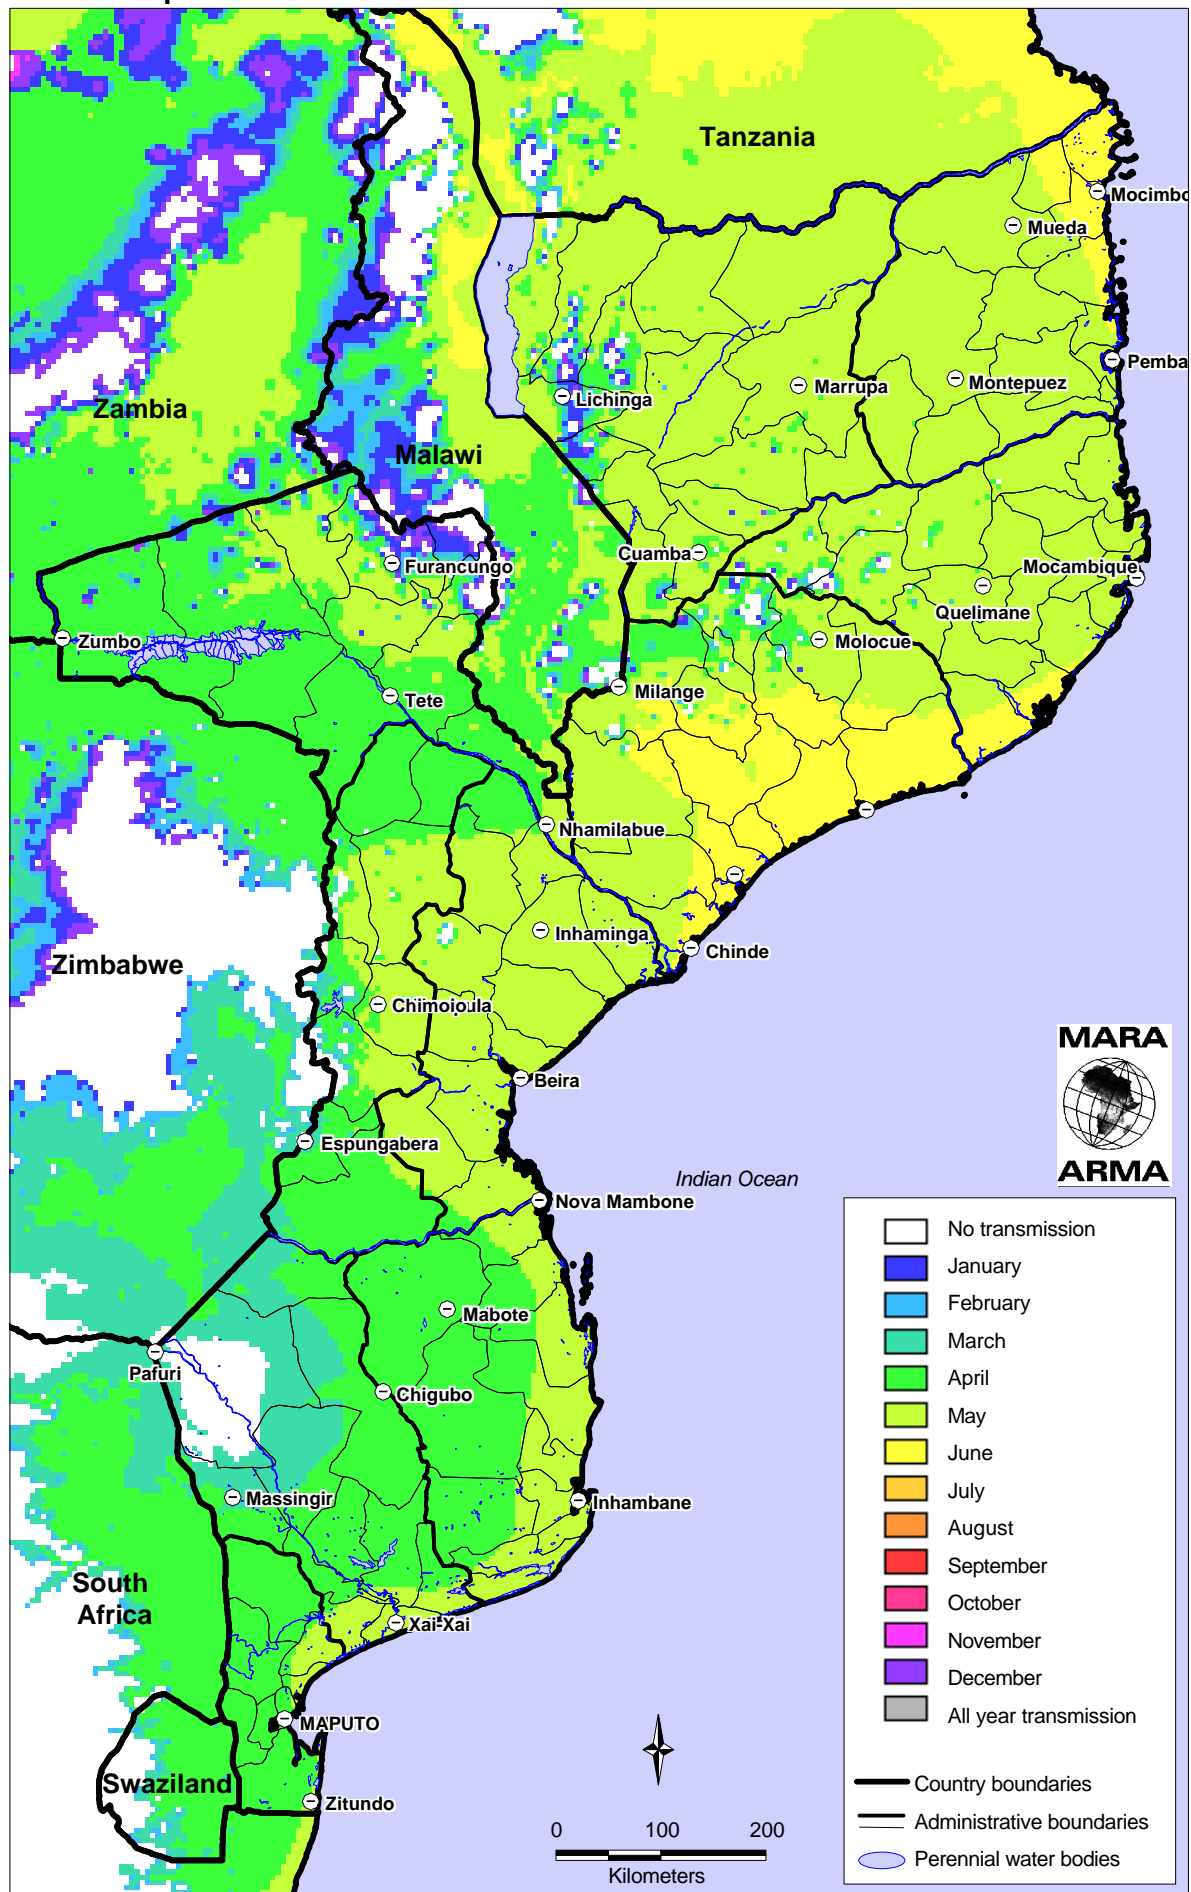 Tanzania
Mocimbo
Mueda
Pemba
Lichinga
Marrupa
Montepuez
Zambia
Malawi
Cuamba
Furancungo
Mocambique
Quelimane
Zumbo
Molocue
Tete
Milange
Nhamilabue
Inhaminga
Chinde
Zimbabwe
Chimoipula
MARA
ARMA
Beira
Espungabera
Indian Ocean
Nova Mambone
Mabote
Pafuri
Chigubo
Massingir
Inhambane
South
Africa
Xai-Xai
MAPUTO
Swaziland
Zitundo
No transmission
January
February
March
April
May
June
July
August
September
October
November
December
All year transmission
Country boundaries
Administrative boundaries
Perennial water bodies
0 100 200
Kilometers